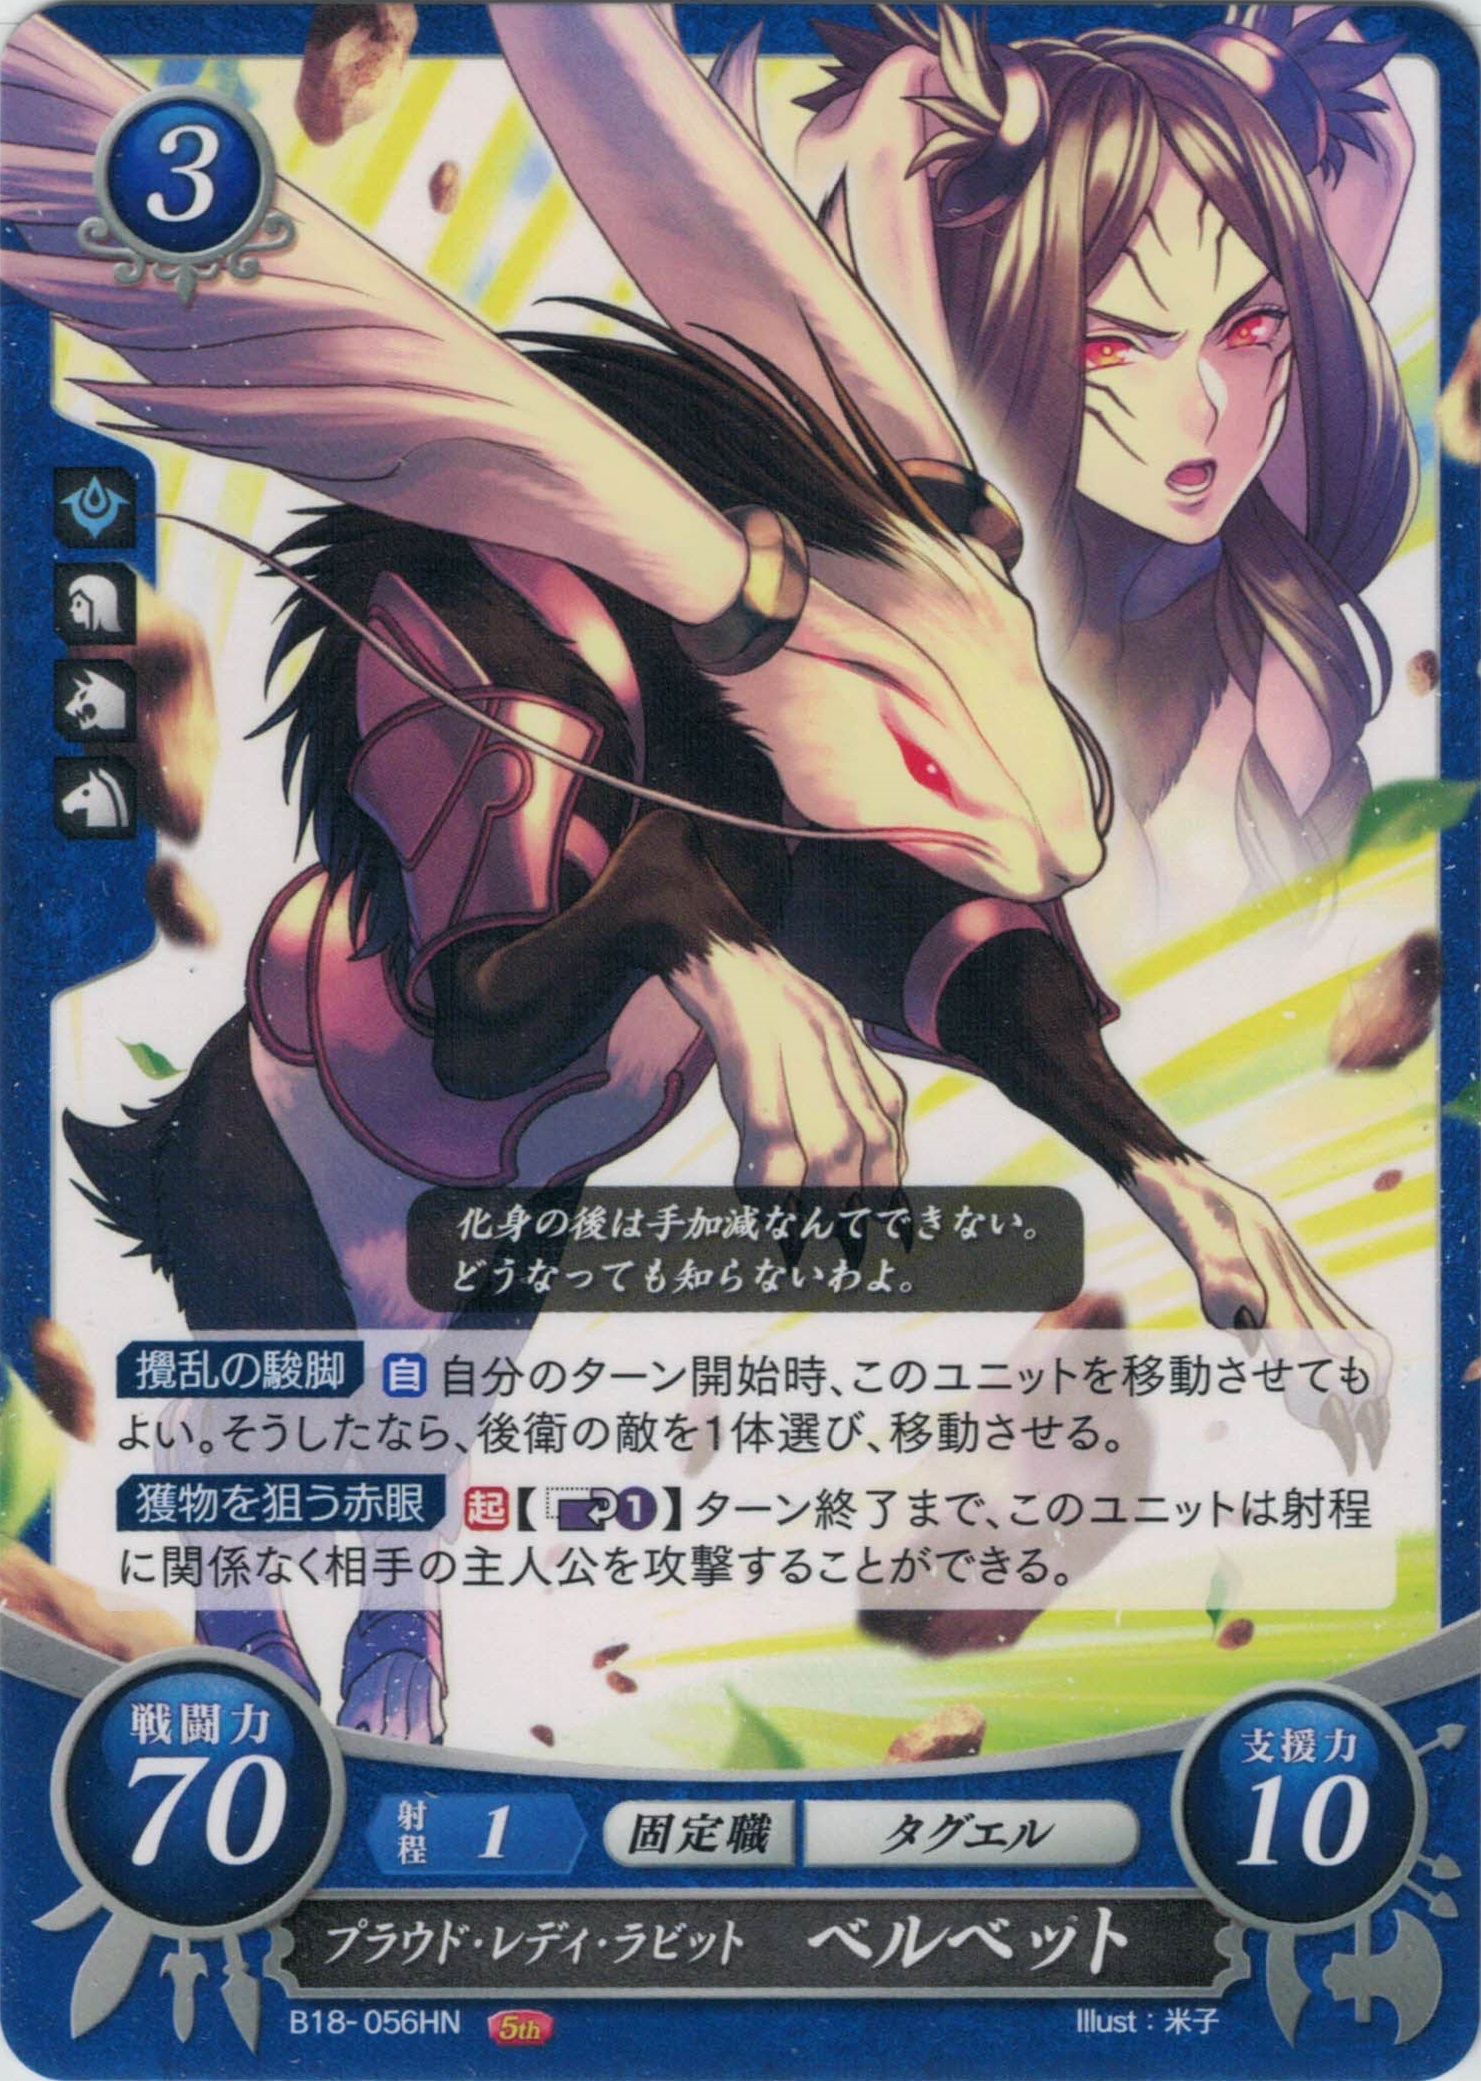 3
化身の後は手加減なんてできない。
どうなっても知らないわよ。
攪乱の駿脚 自 自分のターン開始時、このユニットを移動させても
よい。そうしたなら、後衛の敵を1体選び、移動させる。
獲物を狙う赤眼 起【1】ターン終了まで、このユニットは射程
に関係なく相手の主人公を攻撃することができる。
戦闘力
70
射程 1
固定職 タグエル
支援力
10
プラウド・レディ・ラビット ベルベット
B18-056HN 5th Illust：米子